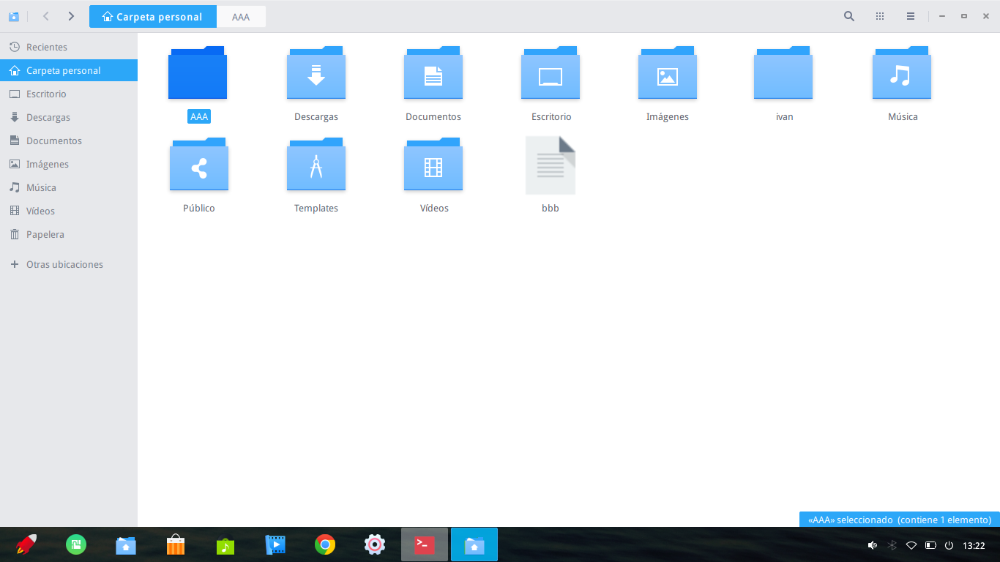 Carpeta personal
AAA
Recientes
Carpeta personal
Escritorio
Descargas
Documentos
Imágenes
Música
Vídeos
Papelera
Otras ubicaciones
AAA
Descargas
Documentos
Escritorio
Imágenes
ivan
Música
Público
Templates
Vídeos
bbb
«AAA» seleccionado (contiene 1 elemento)
13:22